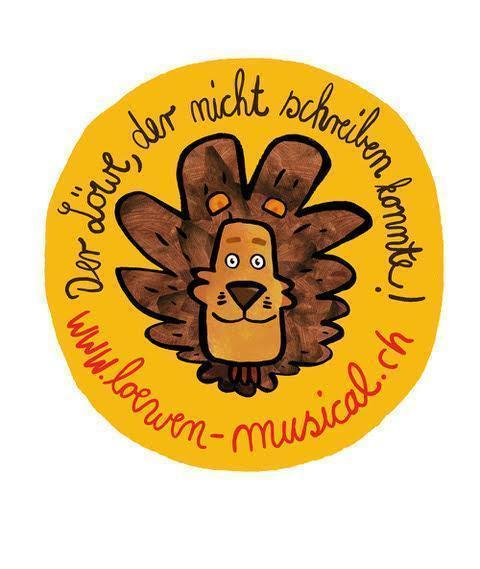 Der Löwe, der nicht schreiben konnte!
www.loewen-musical.ch